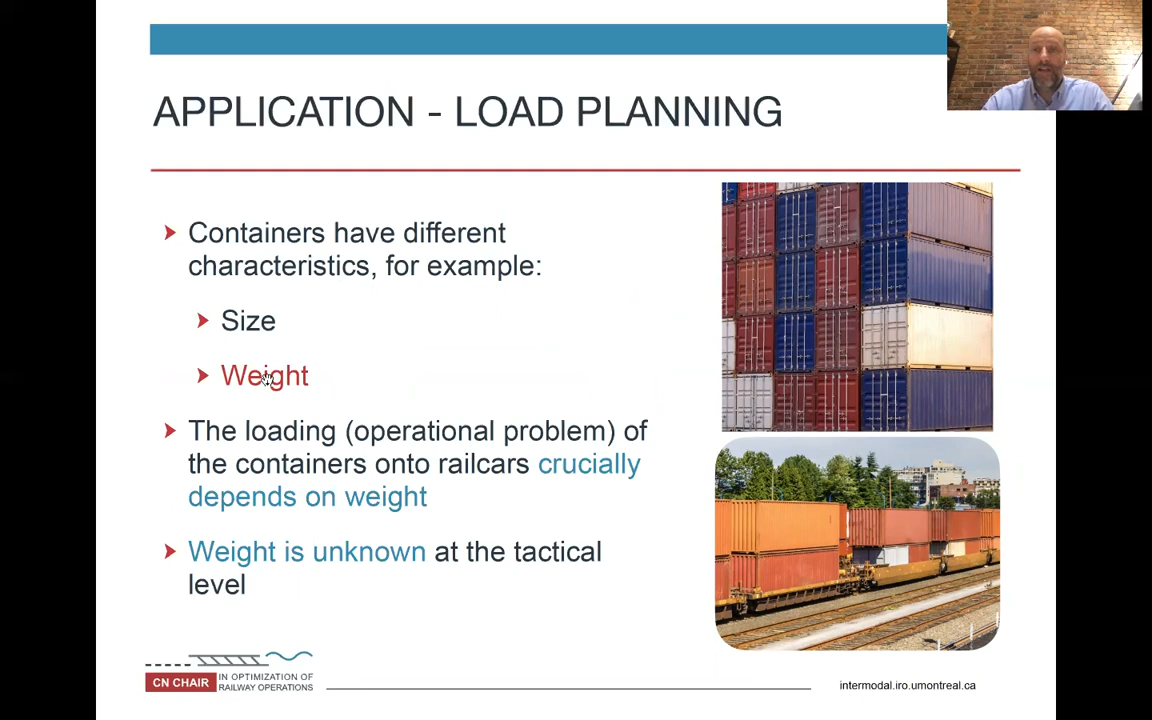 APPLICATION - LOAD PLANNING
Containers have different
characteristics, for example:
Size
Weight
The loading (operational problem) of
the containers onto railcars crucially
depends on weight
Weight is unknown at the tactical
level
CN CHAIR
IN OPTIMIZATION OF
RAILWAY OPERATIONS
intermodal.iro.umontreal.ca